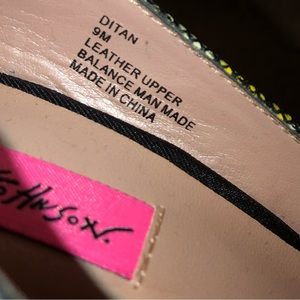 DITAN
9M
LEATHER UPPER
BALANCE MAN MADE
MADE IN CHINA